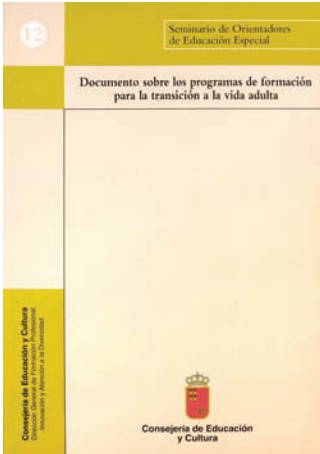 12
Seminario de Orientadores
de Educación Especial
Documento sobre los programas de formación
para la transición a la vida adulta
Consejería de Educación y Cultura
Dirección General de Formación Profesional
Innovación y Atención a la Diversidad
Consejería de Educación
y Cultura